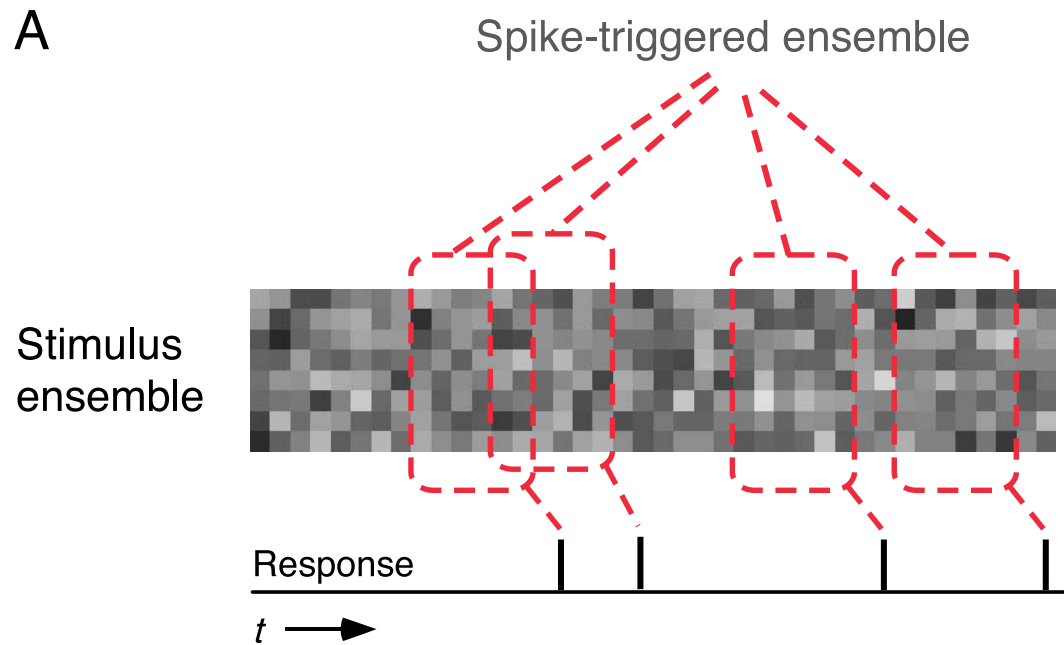 A
Spike-triggered ensemble
Stimulus
ensemble
Response
t